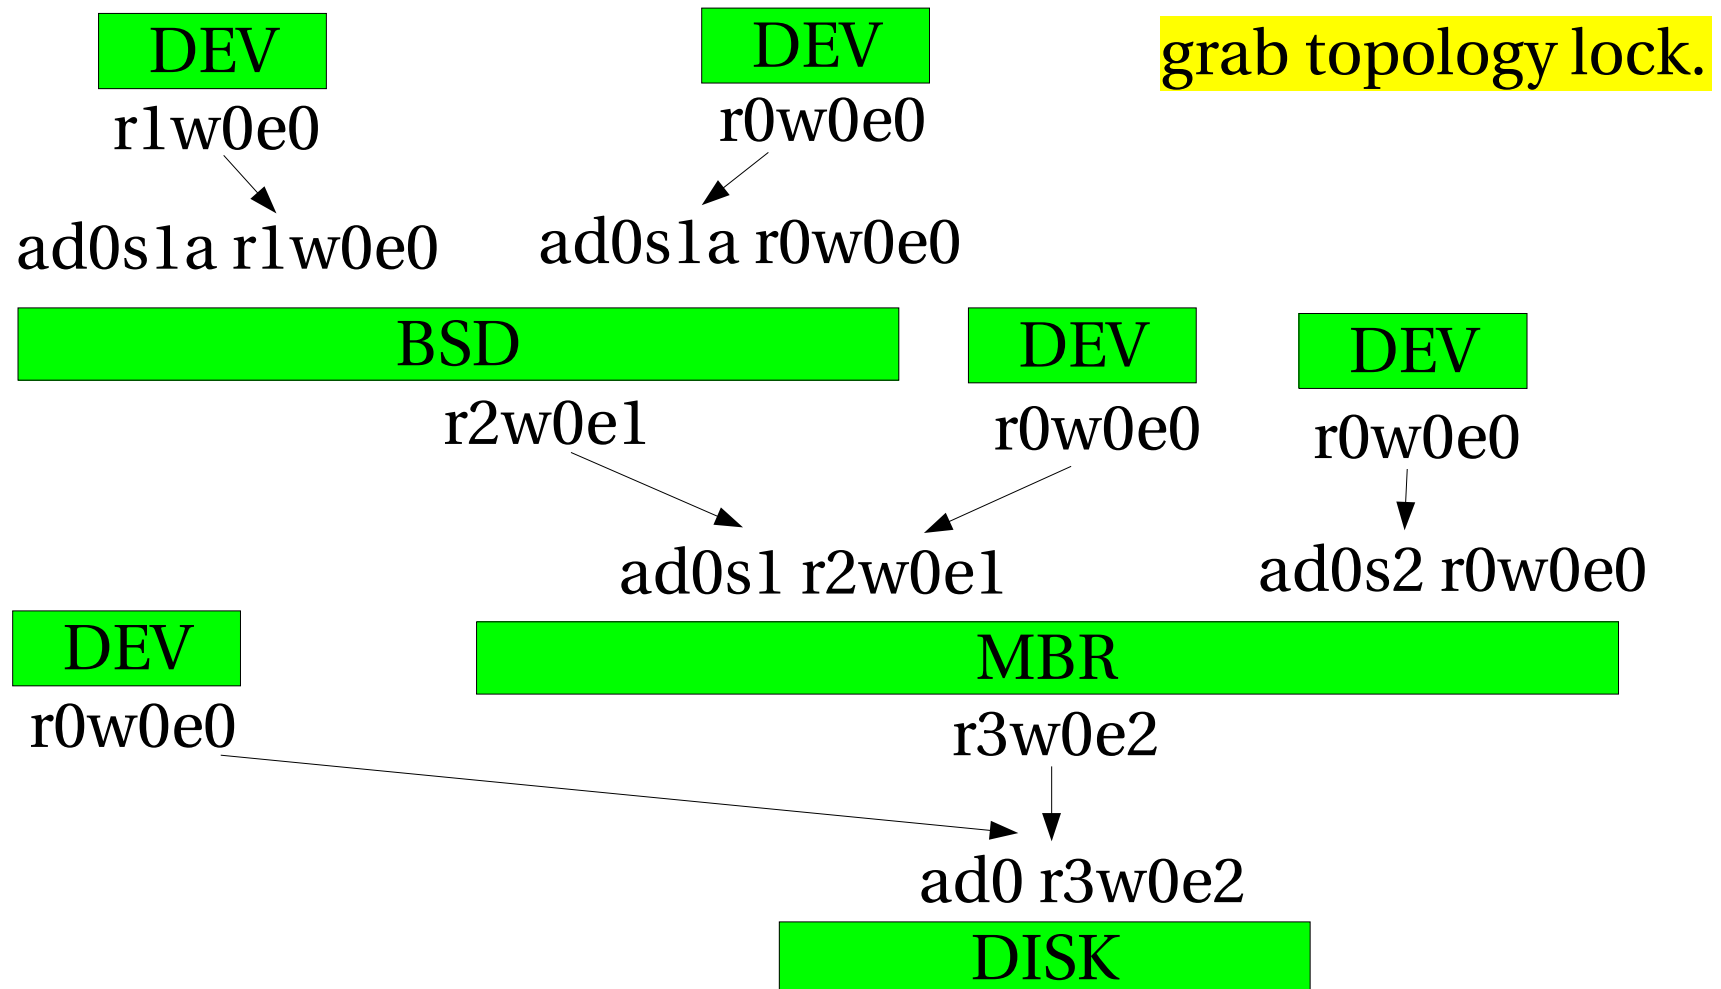 DEV
DEV
grab topology lock.
r1w0e0
r0w0e0
ad0s1a r1w0e0
ad0s1a r0w0e0
BSD
DEV
DEV
r2w0e1
r0w0e0
r0w0e0
ad0s1 r2w0e1
ad0s2 r0w0e0
DEV
MBR
r0w0e0
r3w0e2
ad0 r3w0e2
DISK